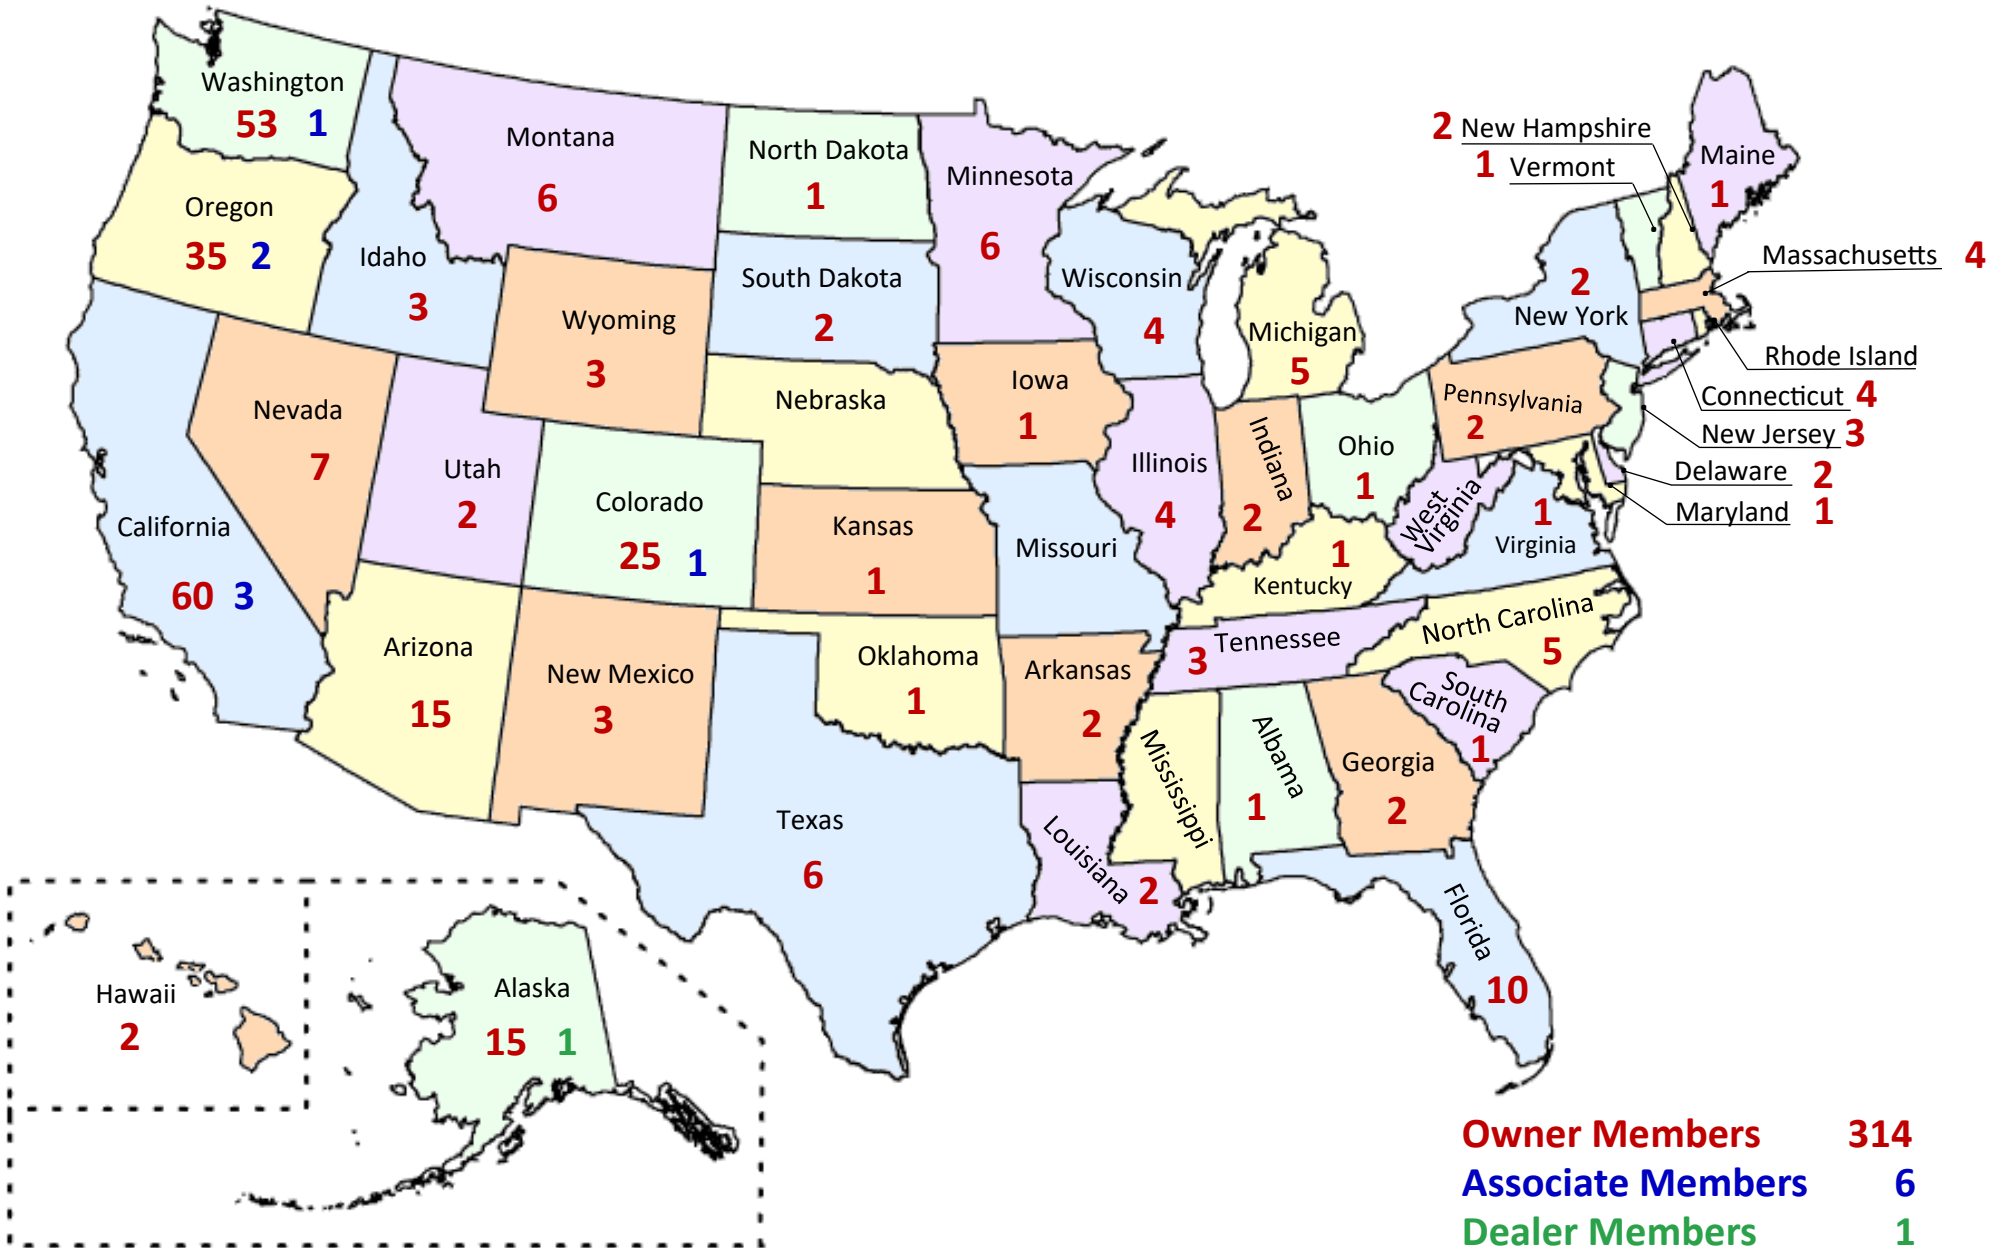 Washington
53 1
Oregon
35 2
California
60 3
Idaho
3
Nevada
7
Montana
6
Wyoming
3
Utah
2
Colorado
25 1
Arizona
15
New Mexico
3
North Dakota
1
South Dakota
2
Nebraska
Kansas
1
Oklahoma
1
Texas
6
Minnesota
6
Iowa
1
Missouri
Arkansas
2
Louisiana
2
Wisconsin
4
Illinois
4
Michigan
5
Indiana
2
Ohio
1
Kentucky
1
Tennessee
3
Mississippi
Albama
1
Georgia
2
Florida
10
South
Carolina
1
North Carolina
5
Virginia
1
West
Virginia
Pennsylvania
2
New York
2
Maine
1
2 New Hampshire
1 Vermont
Massachusetts 4
Rhode Island
Connecticut 4
New Jersey 3
Delaware 2
Maryland 1
Hawaii
2
Alaska
15 1
Owner Members 314
Associate Members 6
Dealer Members 1